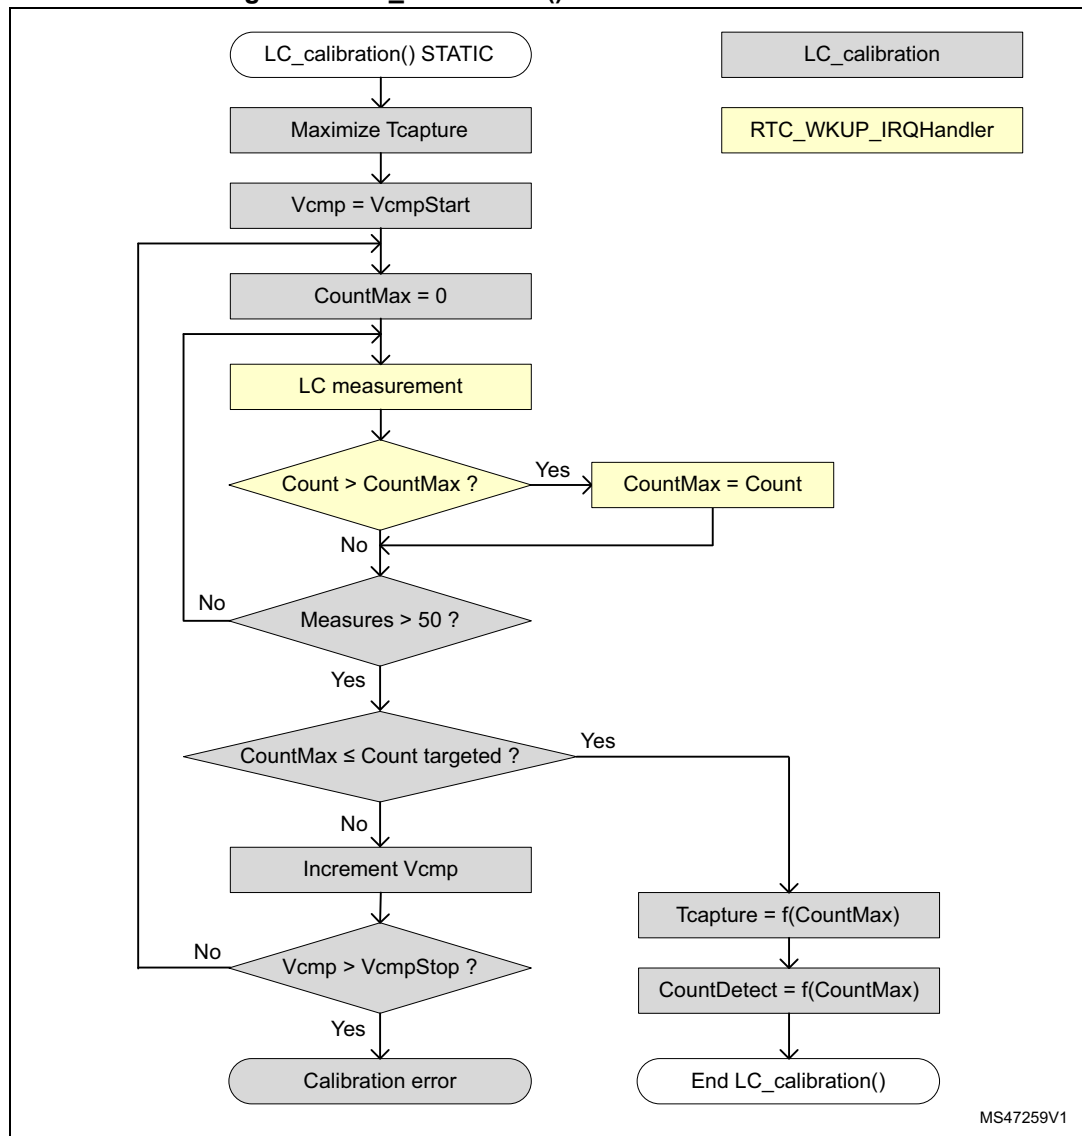 LC_calibration() STATIC
LC_calibration
Maximize Tcapture
RTC_WKUP_IRQHandler
Vcmp = VcmpStart
CountMax = 0
LC measurement
Count > CountMax ?
Yes
CountMax = Count
No
No
Measures > 50 ?
Yes
CountMax ≤ Count targeted ?
Yes
No
Increment Vcmp
Tcapture = f(CountMax)
No
Vcmp > VcmpStop ?
CountDetect = f(CountMax)
Yes
Calibration error
End LC_calibration()
MS47259V1